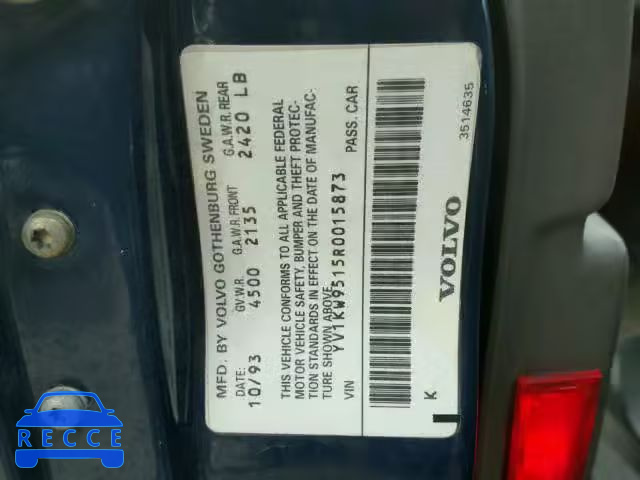 MFD. BY VOLVO GOTHENBURG SWEDEN
DATE: GV.W.R. G.A.W.R. FRONT G.A.W.R. REAR
10/93 4500 2135 2420 LB
THIS VEHICLE CONFORMS TO ALL APPLICABLE FEDERAL
MOTOR VEHICLE SAFETY, BUMPER AND THEFT PROTEC-
TION STANDARDS IN EFFECT ON THE DATE OF MANUFAC-
TURE SHOWN ABOVE
YV1KW9515R0015873
VIN PASS. CAR
K
VOLVO
3514635
RECCE